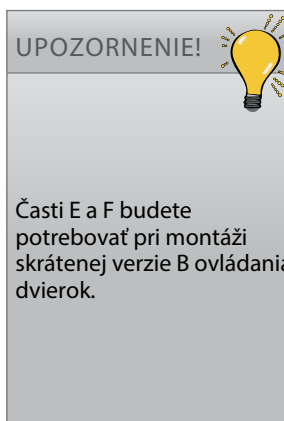 UPOZORNENIE!
Časti E a F budete
potrebovať pri montáži
skrátenej verzie B ovládania
dvierok.